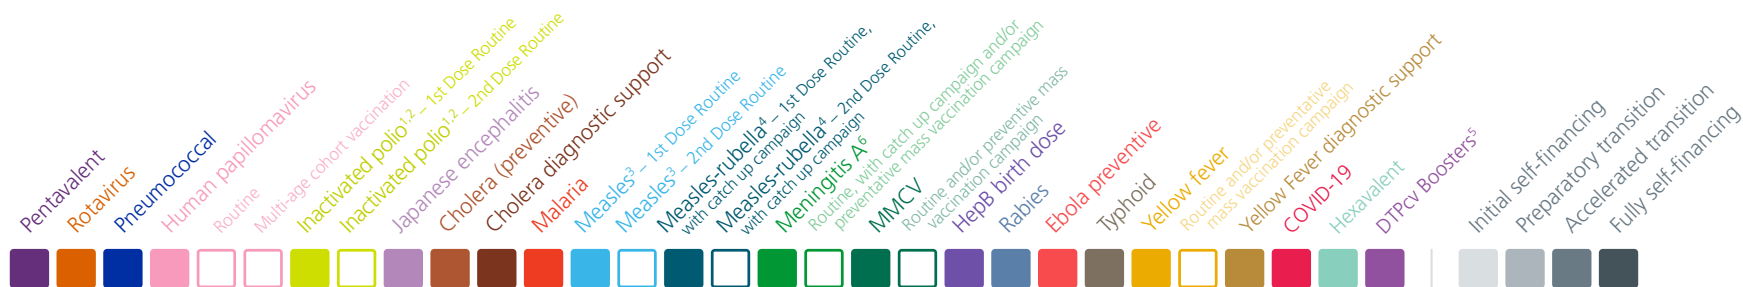 Pentavalent
Rotavirus
Pneumococcal
Human papillomavirus
Routine
Multi-age cohort vaccination
Inactivated polio1,2 – 1st Dose Routine
Inactivated polio1,2 – 2nd Dose Routine
Japanese encephalitis
Cholera (preventive)
Cholera diagnostic support
Malaria
Measles3 – 1st Dose Routine
Measles3 – 2nd Dose Routine
Measles-rubella4 – 1st Dose Routine,
with catch up campaign
Measles-rubella4 – 2nd Dose Routine,
with catch up campaign
Meningitis A6
Routine, with catch up campaign and/or
preventative mass vaccination campaign
MMCV
Routine and/or preventive mass
vaccination campaign
HepB birth dose
Rabies
Ebola preventive
Typhoid
Yellow fever
Routine and/or preventative
mass vaccination campaign
Yellow Fever diagnostic support
COVID-19
Hexavalent
DTPcv Boosters5
Initial self-financing
Preparatory transition
Accelerated transition
Fully self-financing